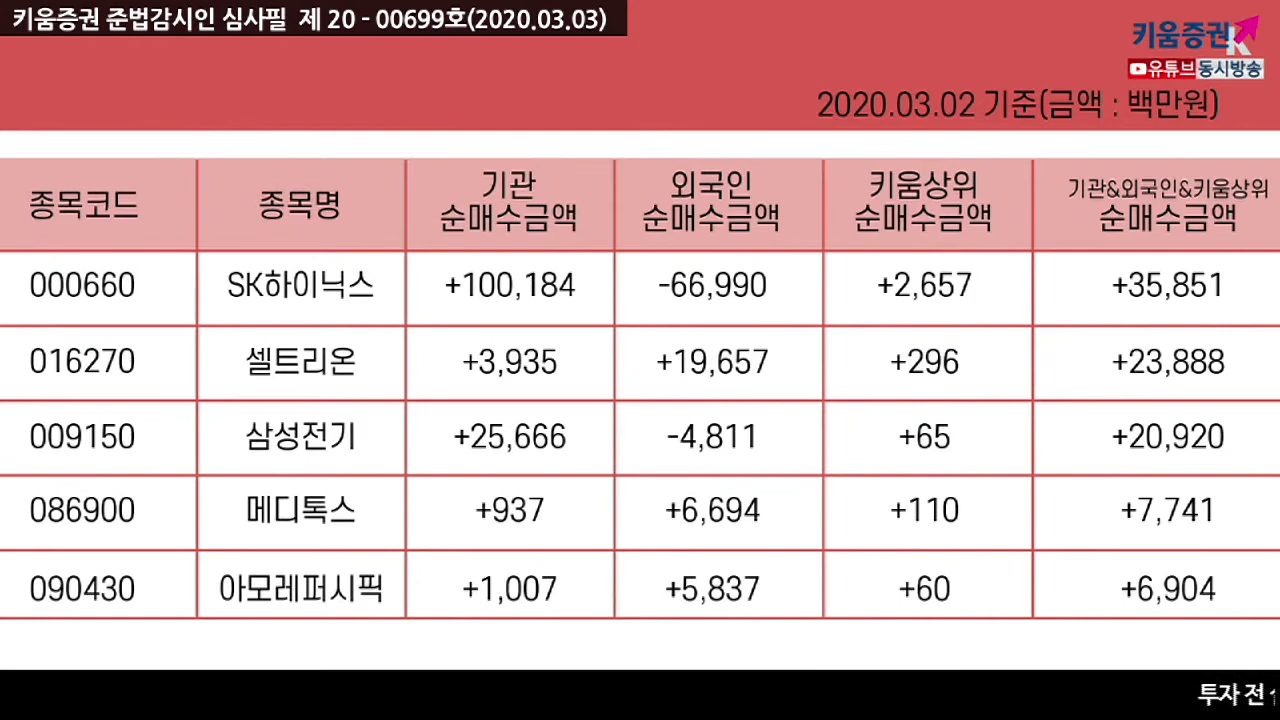 키움증권 준법감시인 심사필 제 20 - 00699호(2020.03.03)
키움증권
유튜브 동시방송
2020.03.02 기준(금액 : 백만원)
종목코드 종목명 기관 순매수금액 외국인 순매수금액 키움상위 순매수금액 기관&외국인&키움상위 순매수금액
000660 SK하이닉스 +100,184 -66,990 +2,657 +35,851
016270 셀트리온 +3,935 +19,657 +296 +23,888
009150 삼성전기 +25,666 -4,811 +65 +20,920
086900 메디톡스 +937 +6,694 +110 +7,741
090430 아모레퍼시픽 +1,007 +5,837 +60 +6,904
투자 전